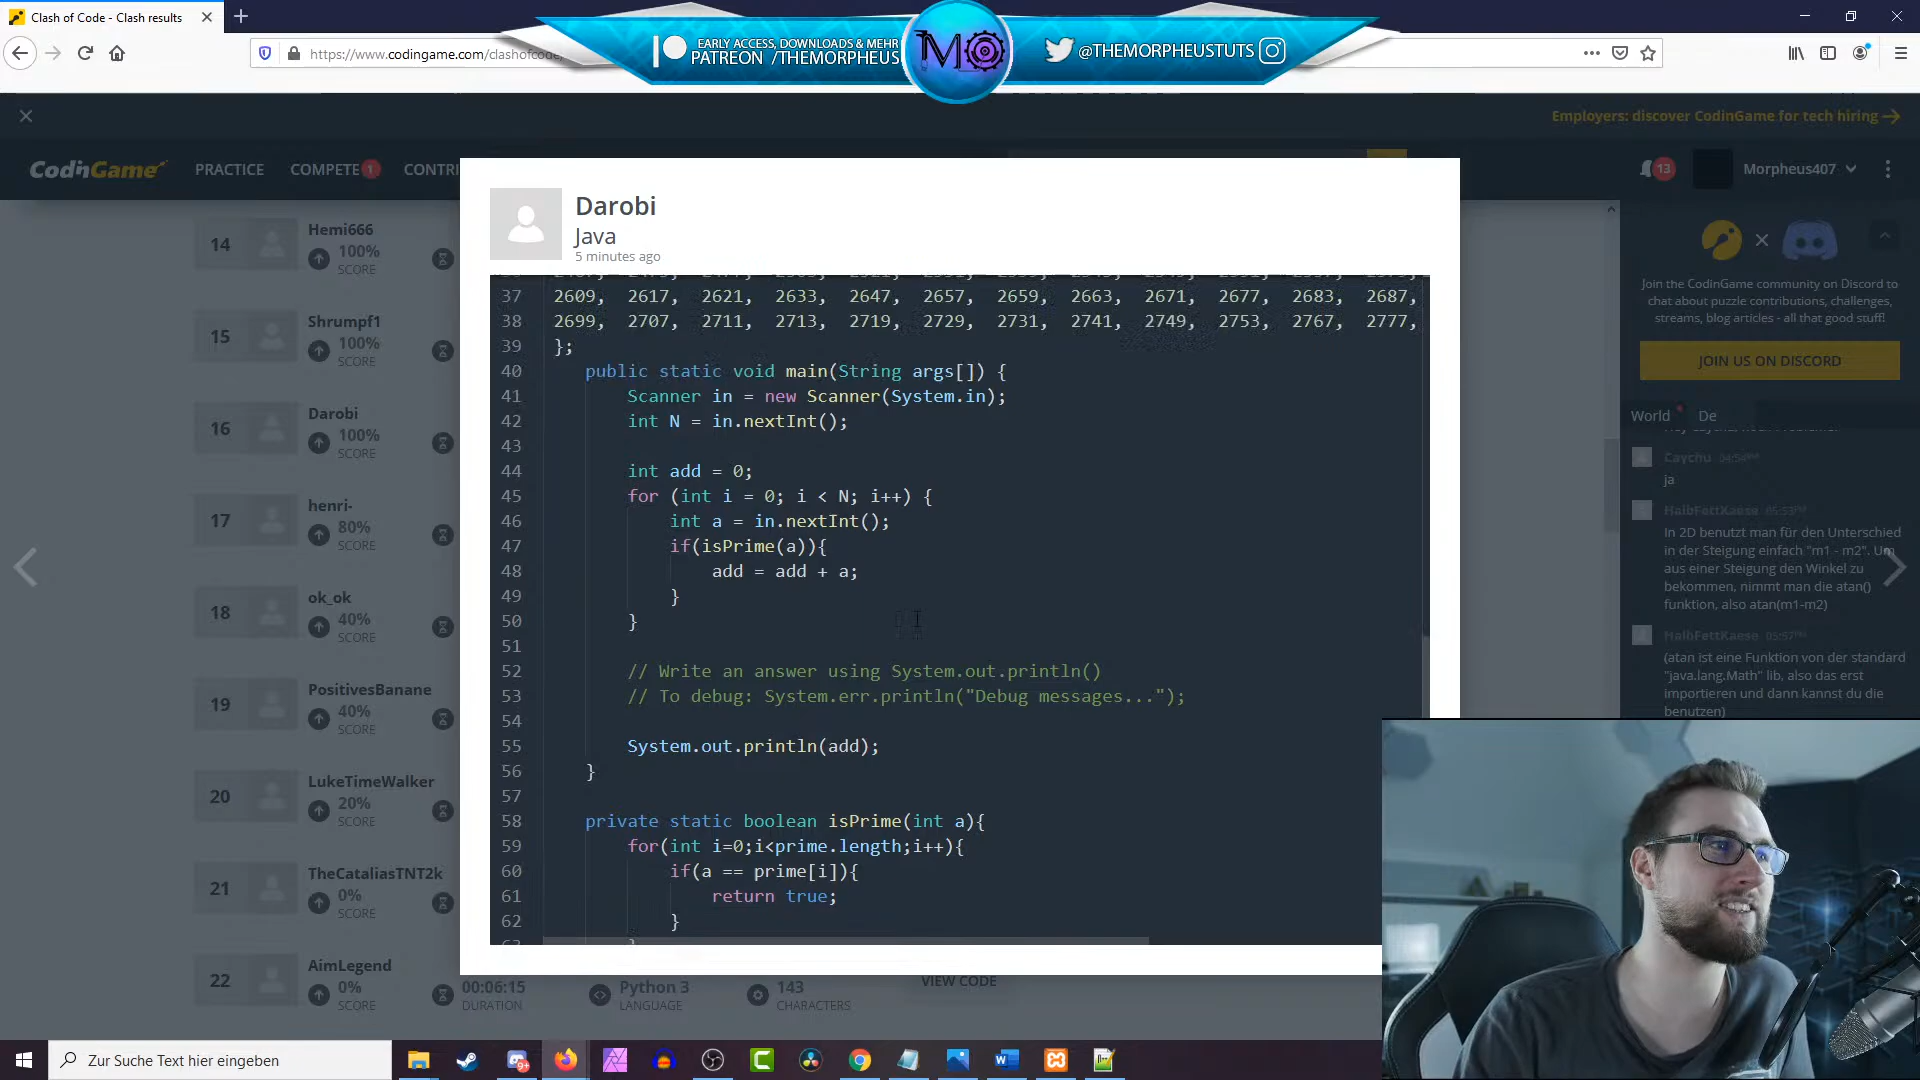 Clash of Code - Clash results
https://www.codingame.com/clashofcode
EARLY ACCESS, DOWNLOADS & MEHR
PATREON /THEMORPHEUS
MO
@THEMORPHEUSTUTS
Employers: discover CodinGame for tech hiring
CodinGame
PRACTICE
COMPETE 1
CONTRI
13
Morpheus407
14
Hemi666
100%
SCORE
15
Shrumpf1
100%
SCORE
16
Darobi
100%
SCORE
17
henri-
80%
SCORE
18
ok_ok
40%
SCORE
19
PositivesBanane
40%
SCORE
20
LukeTimeWalker
20%
SCORE
21
TheCataliasTNT2k
0%
SCORE
22
AimLegend
0%
SCORE
00:06:15
DURATION
Python 3
LANGUAGE
143
CHARACTERS
VIEW CODE
Darobi
Java
5 minutes ago
37 2609, 2617, 2621, 2633, 2647, 2657, 2659, 2663, 2671, 2677, 2683, 2687,
38 2699, 2707, 2711, 2713, 2719, 2729, 2731, 2741, 2749, 2753, 2767, 2777,
39 };
40 public static void main(String args[]) {
41 Scanner in = new Scanner(System.in);
42 int N = in.nextInt();
43
44 int add = 0;
45 for (int i = 0; i < N; i++) {
46 int a = in.nextInt();
47 if(isPrime(a)){
48 add = add + a;
49 }
50 }
51
52 // Write an answer using System.out.println()
53 // To debug: System.err.println("Debug messages...");
54
55 System.out.println(add);
56 }
57
58 private static boolean isPrime(int a){
59 for(int i=0;i<prime.length;i++){
60 if(a == prime[i]){
61 return true;
62 }
Join the CodinGame community on Discord to
chat about puzzle contributions, challenges,
streams, blog articles - all that good stuff!
JOIN US ON DISCORD
World
De
Caychu 04:54PM
ja
HalbFettKaese 05:53PM
In 2D benutzt man für den Unterschied
in der Steigung einfach "m1 - m2". Um
aus einer Steigung den Winkel zu
bekommen, nimmt man die atan()
funktion, also atan(m1-m2)
HalbFettKaese 05:57PM
(atan ist eine Funktion von der standard
"java.lang.Math" lib, also das erst
importieren und dann kannst du die
benutzen)
Zur Suche Text hier eingeben